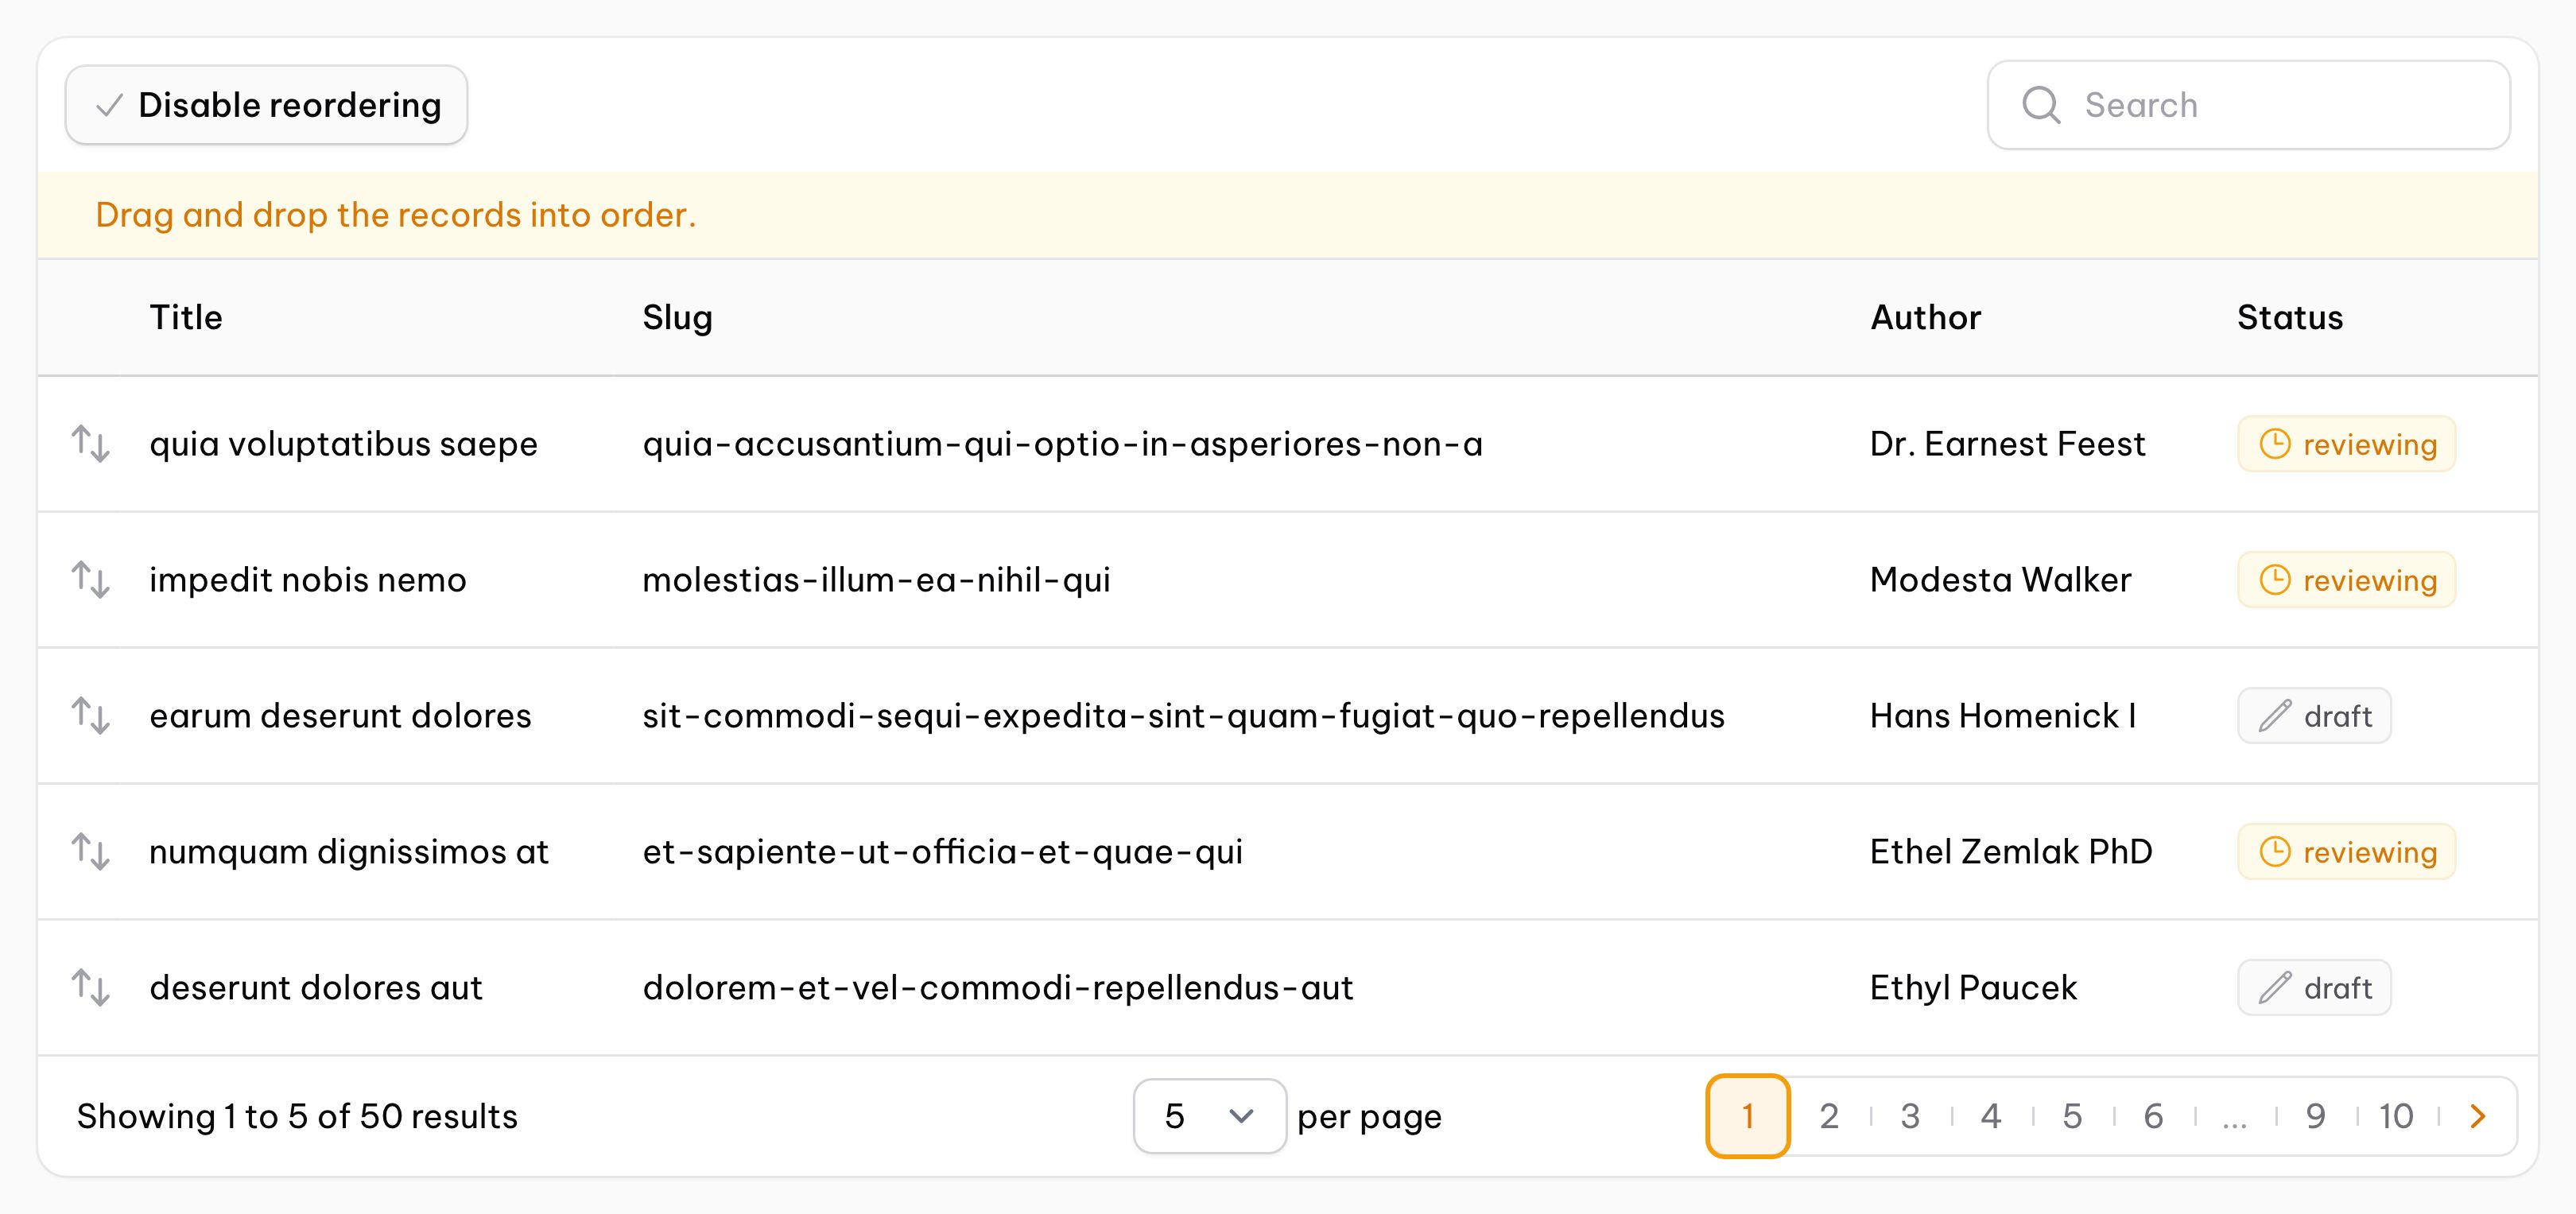 Disable reordering
Search
Drag and drop the records into order.
Title Slug Author Status
quia voluptatibus saepe quia-accusantium-qui-optio-in-asperiores-non-a Dr. Earnest Feest reviewing
impedit nobis nemo molestias-illum-ea-nihil-qui Modesta Walker reviewing
earum deserunt dolores sit-commodi-sequi-expedita-sint-quam-fugiat-quo-repellendus Hans Homenick I draft
numquam dignissimos at et-sapiente-ut-officia-et-quae-qui Ethel Zemlak PhD reviewing
deserunt dolores aut dolorem-et-vel-commodi-repellendus-aut Ethyl Paucek draft
Showing 1 to 5 of 50 results 5 per page 1 2 3 4 5 6 ... 9 10